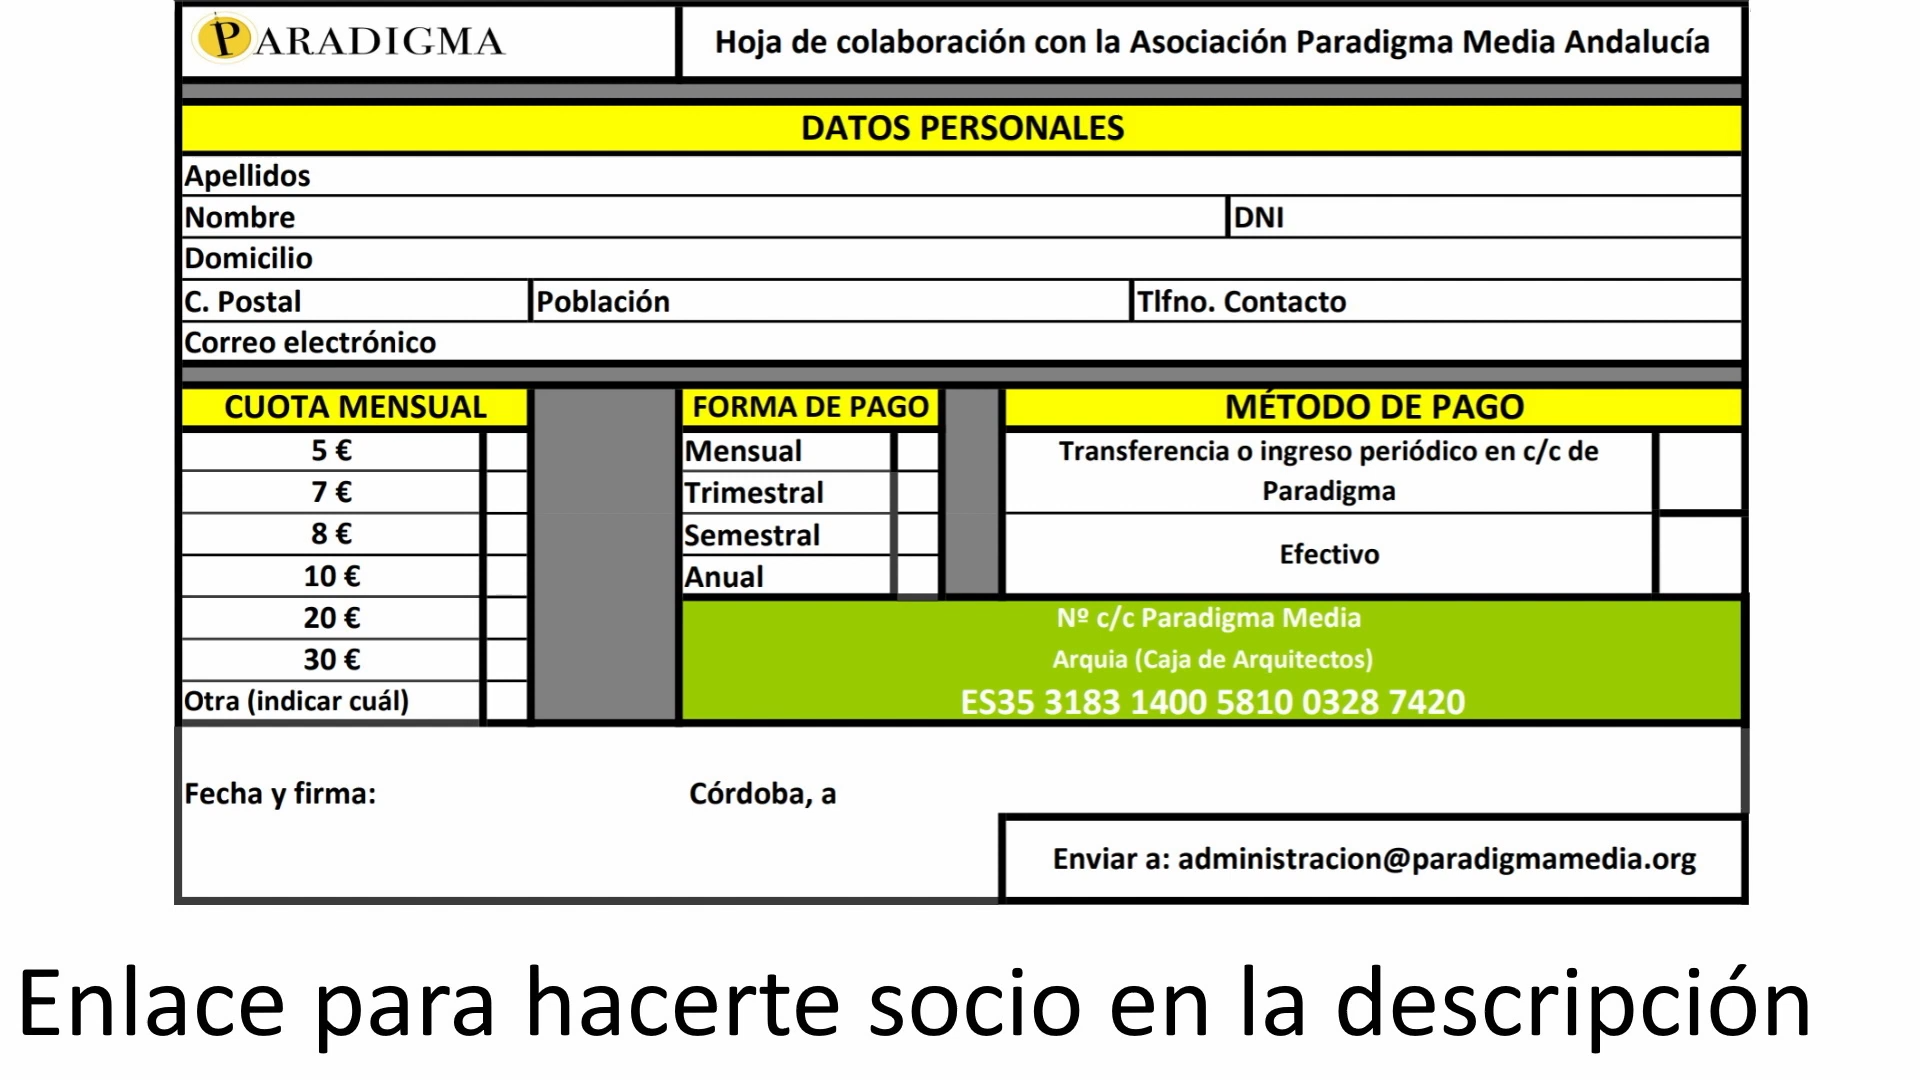 PARADIGMA
Hoja de colaboración con la Asociación Paradigma Media Andalucía
DATOS PERSONALES
Apellidos
Nombre
DNI
Domicilio
C. Postal
Población
Tlfno. Contacto
Correo electrónico
CUOTA MENSUAL
5 €
7 €
8 €
10 €
20 €
30 €
Otra (indicar cuál)
FORMA DE PAGO
Mensual
Trimestral
Semestral
Anual
MÉTODO DE PAGO
Transferencia o ingreso periódico en c/c de
Paradigma
Efectivo
Nº c/c Paradigma Media
Arquia (Caja de Arquitectos)
ES35 3183 1400 5810 0328 7420
Fecha y firma:
Córdoba, a
Enviar a: administracion@paradigmamedia.org
Enlace para hacerte socio en la descripción